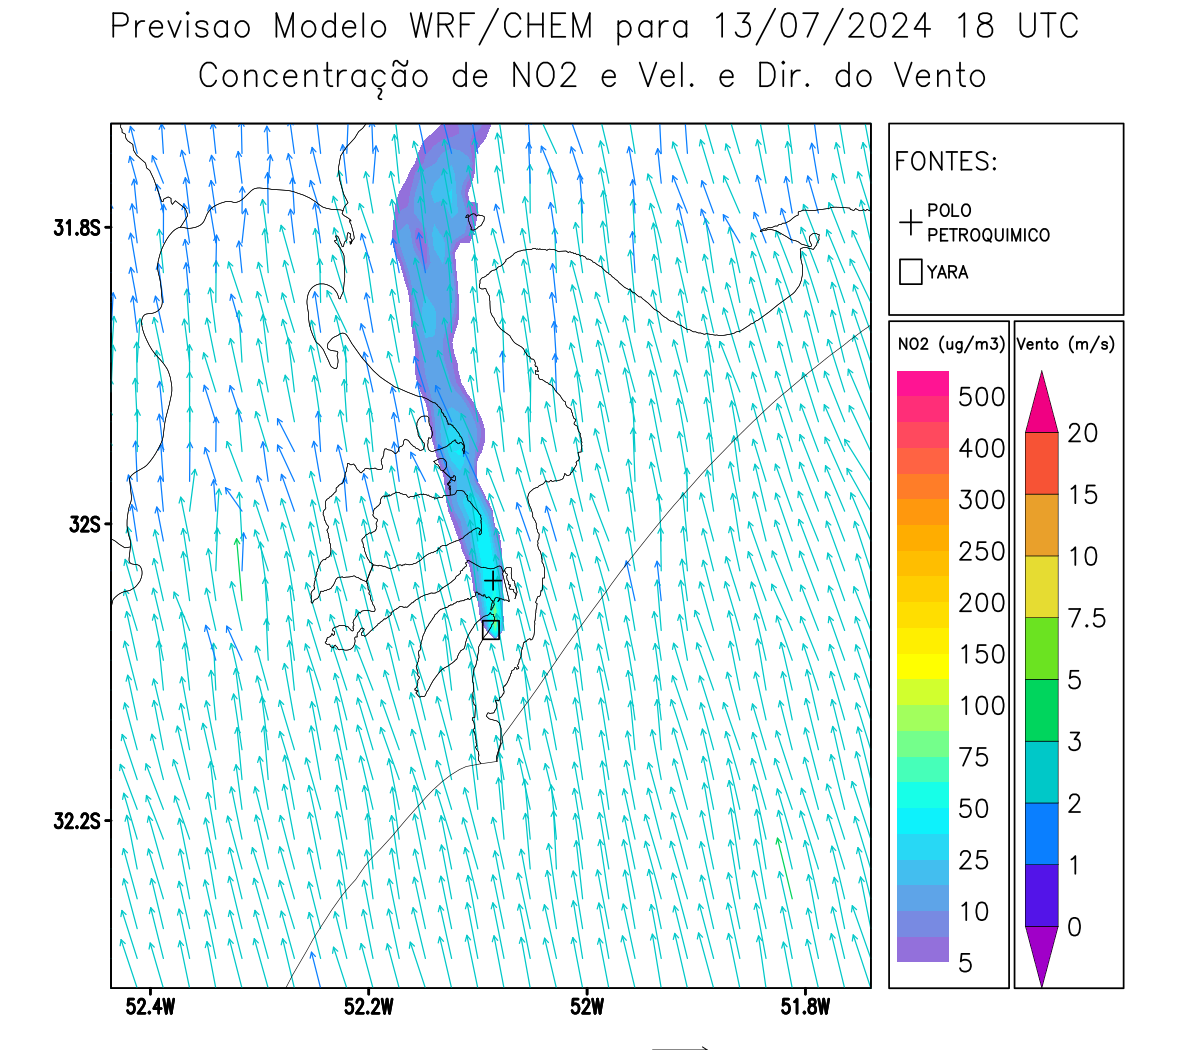 Previsao Modelo WRF/CHEM para 13/07/2024 18 UTC
Concentração de NO2 e Vel. e Dir. do Vento
FONTES:
POLO
PETROQUIMICO
YARA
31.8S
32S
32.2S
52.4W
52.2W
52W
51.8W
NO2 (ug/m3)
500
400
300
250
200
150
100
75
50
25
10
5
Vento (m/s)
20
15
10
7.5
5
3
2
1
0